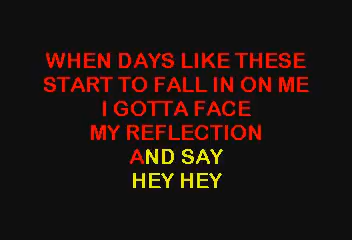 WHEN DAYS LIKE THESE
START TO FALL IN ON ME
I GOTTA FACE
MY REFLECTION
AND SAY
HEY HEY